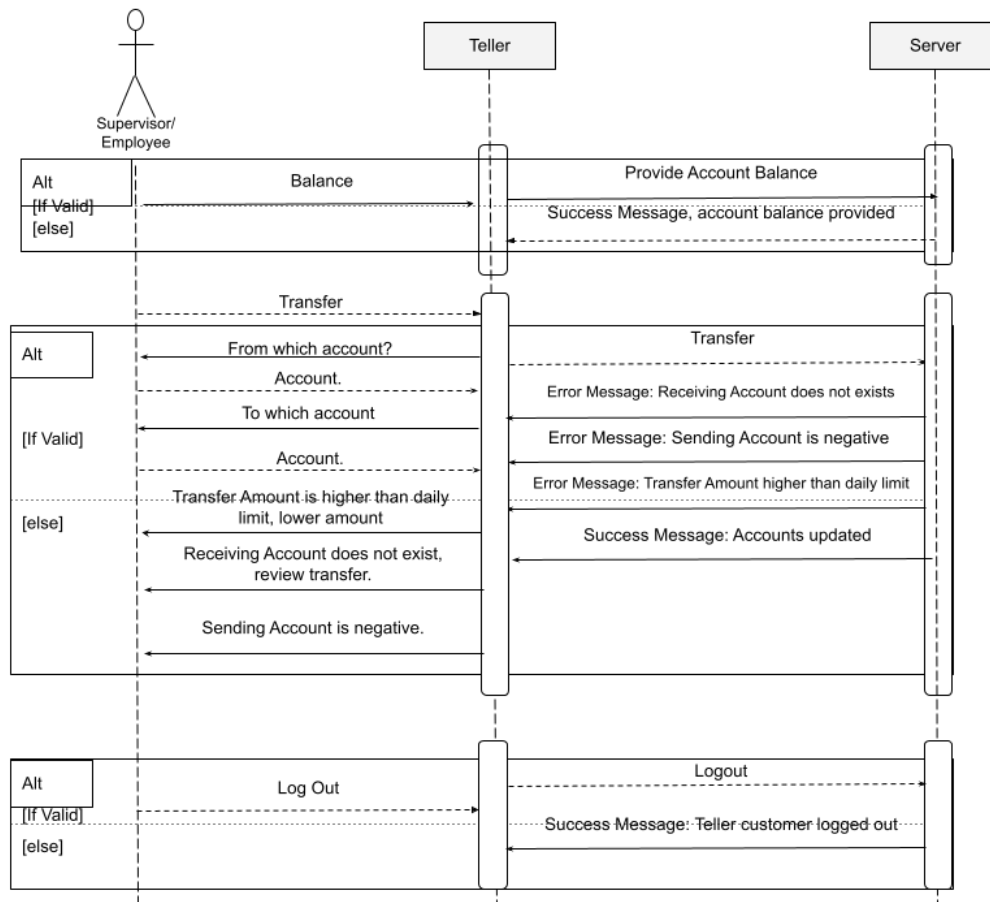 Teller
Server
Supervisor/
Employee
Alt
[If Valid]
[else]
Balance
Provide Account Balance
Success Message, account balance provided
Transfer
Alt
[If Valid]
[else]
From which account?
Account.
To which account
Account.
Transfer Amount is higher than daily
limit, lower amount
Receiving Account does not exist,
review transfer.
Sending Account is negative.
Transfer
Error Message: Receiving Account does not exists
Error Message: Sending Account is negative
Error Message: Transfer Amount higher than daily limit
Success Message: Accounts updated
Alt
[If Valid]
[else]
Log Out
Logout
Success Message: Teller customer logged out